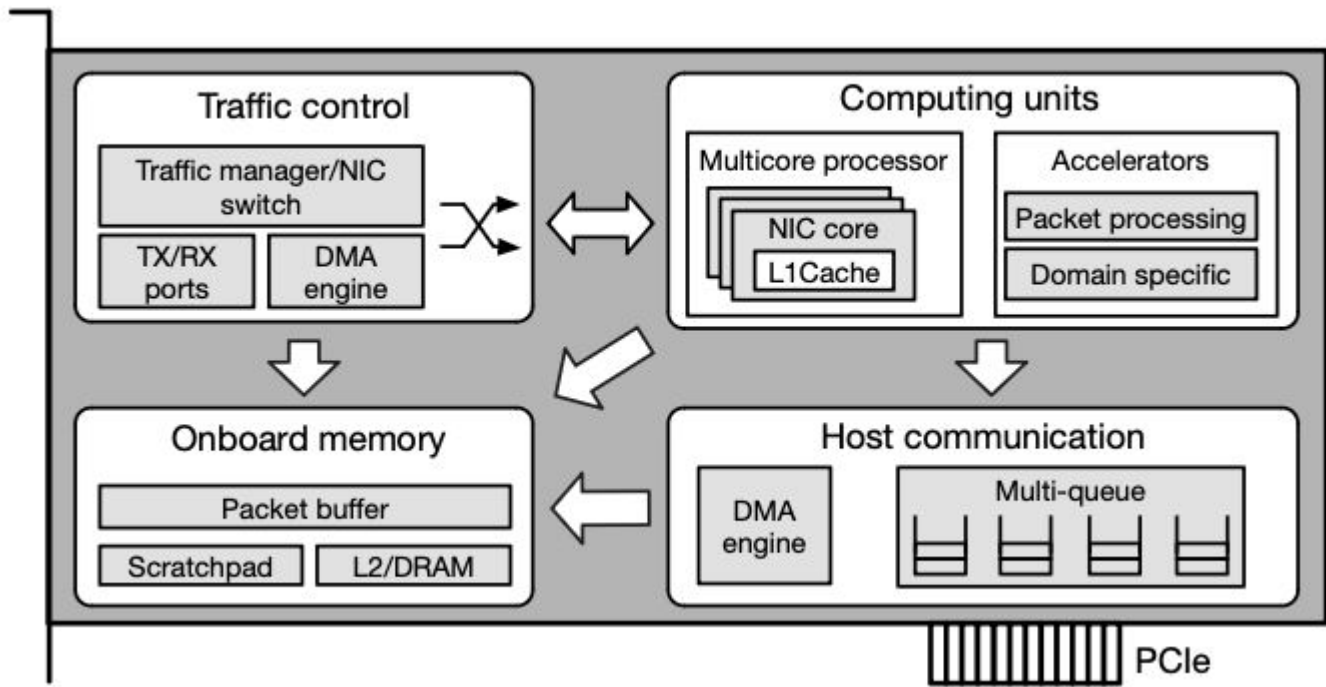 Traffic control
Traffic manager/NIC
switch
TX/RX
ports
DMA
engine
Computing units
Multicore processor
NIC core
L1Cache
Accelerators
Packet processing
Domain specific
Onboard memory
Packet buffer
Scratchpad
L2/DRAM
Host communication
DMA
engine
Multi-queue
PCIe